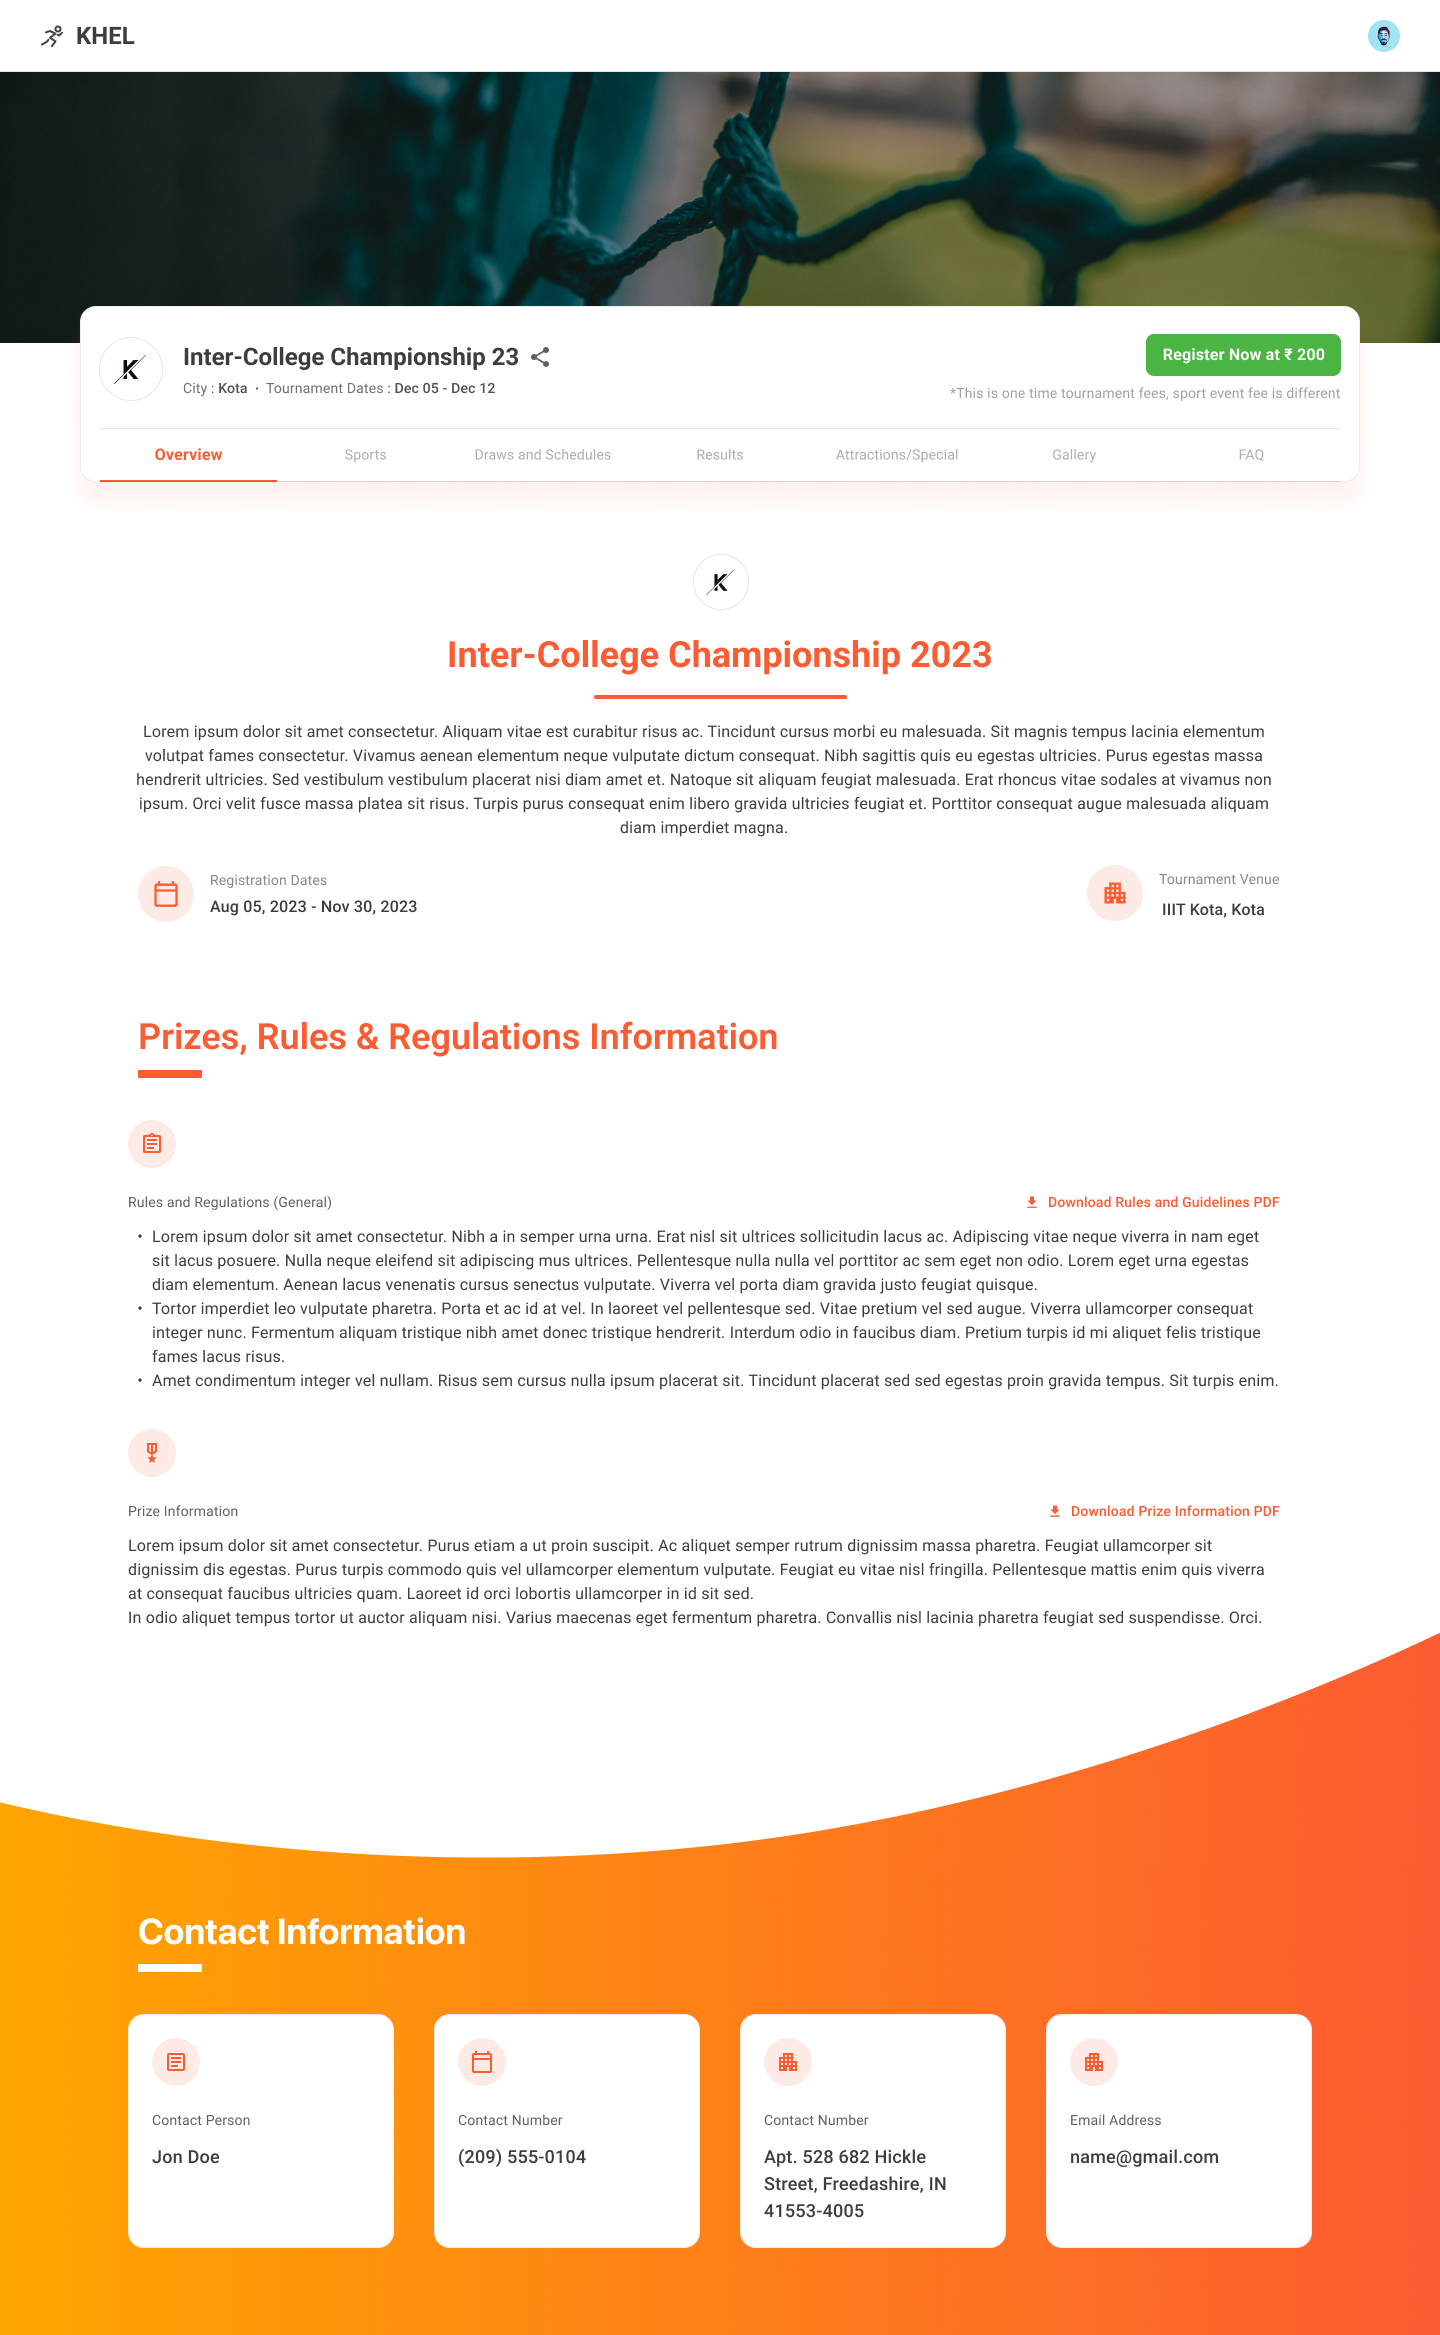 KHEL
K
Inter-College Championship 23
City : Kota · Tournament Dates : Dec 05 - Dec 12
Register Now at ₹ 200
*This is one time tournament fees, sport event fee is different
Overview
Sports
Draws and Schedules
Results
Attractions/Special
Gallery
FAQ
K
Inter-College Championship 2023
Lorem ipsum dolor sit amet consectetur. Aliquam vitae est curabitur risus ac. Tincidunt cursus morbi eu malesuada. Sit magnis tempus lacinia elementum
volutpat fames consectetur. Vivamus aenean elementum neque vulputate dictum consequat. Nibh sagittis quis eu egestas ultricies. Purus egestas massa
hendrerit ultricies. Sed vestibulum vestibulum placerat nisi diam amet et. Natoque sit aliquam feugiat malesuada. Erat rhoncus vitae sodales at vivamus non
ipsum. Orci velit fusce massa platea sit risus. Turpis purus consequat enim libero gravida ultricies feugiat et. Porttitor consequat augue malesuada aliquam
diam imperdiet magna.
Registration Dates
Aug 05, 2023 - Nov 30, 2023
Tournament Venue
IIIT Kota, Kota
Prizes, Rules & Regulations Information
Rules and Regulations (General)
Download Rules and Guidelines PDF
• Lorem ipsum dolor sit amet consectetur. Nibh a in semper urna urna. Erat nisl sit ultrices sollicitudin lacus ac. Adipiscing vitae neque viverra in nam eget
sit lacus posuere. Nulla neque eleifend sit adipiscing mus ultrices. Pellentesque nulla nulla vel porttitor ac sem eget non odio. Lorem eget urna egestas
diam elementum. Aenean lacus venenatis cursus senectus vulputate. Viverra vel porta diam gravida justo feugiat quisque.
• Tortor imperdiet leo vulputate pharetra. Porta et ac id at vel. In laoreet vel pellentesque sed. Vitae pretium vel sed augue. Viverra ullamcorper consequat
integer nunc. Fermentum aliquam tristique nibh amet donec tristique hendrerit. Interdum odio in faucibus diam. Pretium turpis id mi aliquet felis tristique
fames lacus risus.
• Amet condimentum integer vel nullam. Risus sem cursus nulla ipsum placerat sit. Tincidunt placerat sed sed egestas proin gravida tempus. Sit turpis enim.
Prize Information
Download Prize Information PDF
Lorem ipsum dolor sit amet consectetur. Purus etiam a ut proin suscipit. Ac aliquet semper rutrum dignissim massa pharetra. Feugiat ullamcorper sit
dignissim dis egestas. Purus turpis commodo quis vel ullamcorper elementum vulputate. Feugiat eu vitae nisl fringilla. Pellentesque mattis enim quis viverra
at consequat faucibus ultricies quam. Laoreet id orci lobortis ullamcorper in id sit sed.
In odio aliquet tempus tortor ut auctor aliquam nisi. Varius maecenas eget fermentum pharetra. Convallis nisl lacinia pharetra feugiat sed suspendisse. Orci.
Contact Information
Contact Person
Jon Doe
Contact Number
(209) 555-0104
Contact Number
Apt. 528 682 Hickle
Street, Freedashire, IN
41553-4005
Email Address
name@gmail.com